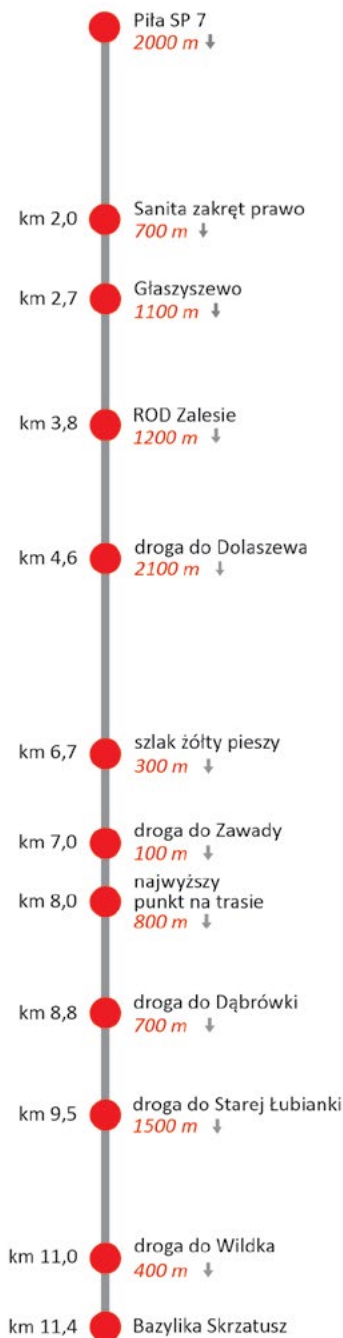 Piła SP 7
2000 m ↓
km 2,0
Sanita zakręt prawo
700 m ↓
km 2,7
Głaszyszewo
1100 m ↓
km 3,8
ROD Zalesie
1200 m ↓
km 4,6
droga do Dolaszewa
2100 m ↓
km 6,7
szlak żółty pieszy
300 m ↓
km 7,0
droga do Zawady
100 m ↓
km 8,0
najwyższy
punkt na trasie
800 m ↓
km 8,8
droga do Dąbrówki
700 m ↓
km 9,5
droga do Starej Łubianki
1500 m ↓
km 11,0
droga do Wildka
400 m ↓
km 11,4
Bazylika Skrzatusz